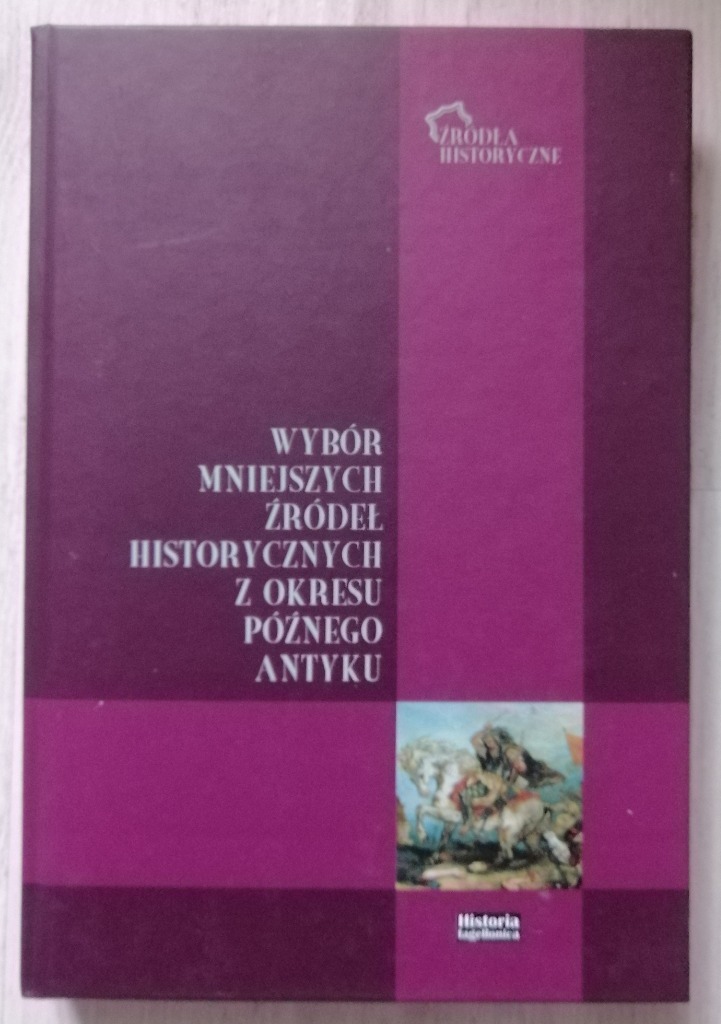 ŹRÓDŁA
HISTORYCZNE
WYBÓR
MNIEJSZYCH
ŹRÓDEŁ
HISTORYCZNYCH
Z OKRESU
PÓŹNEGO
ANTYKU
Historia
Iagellonica